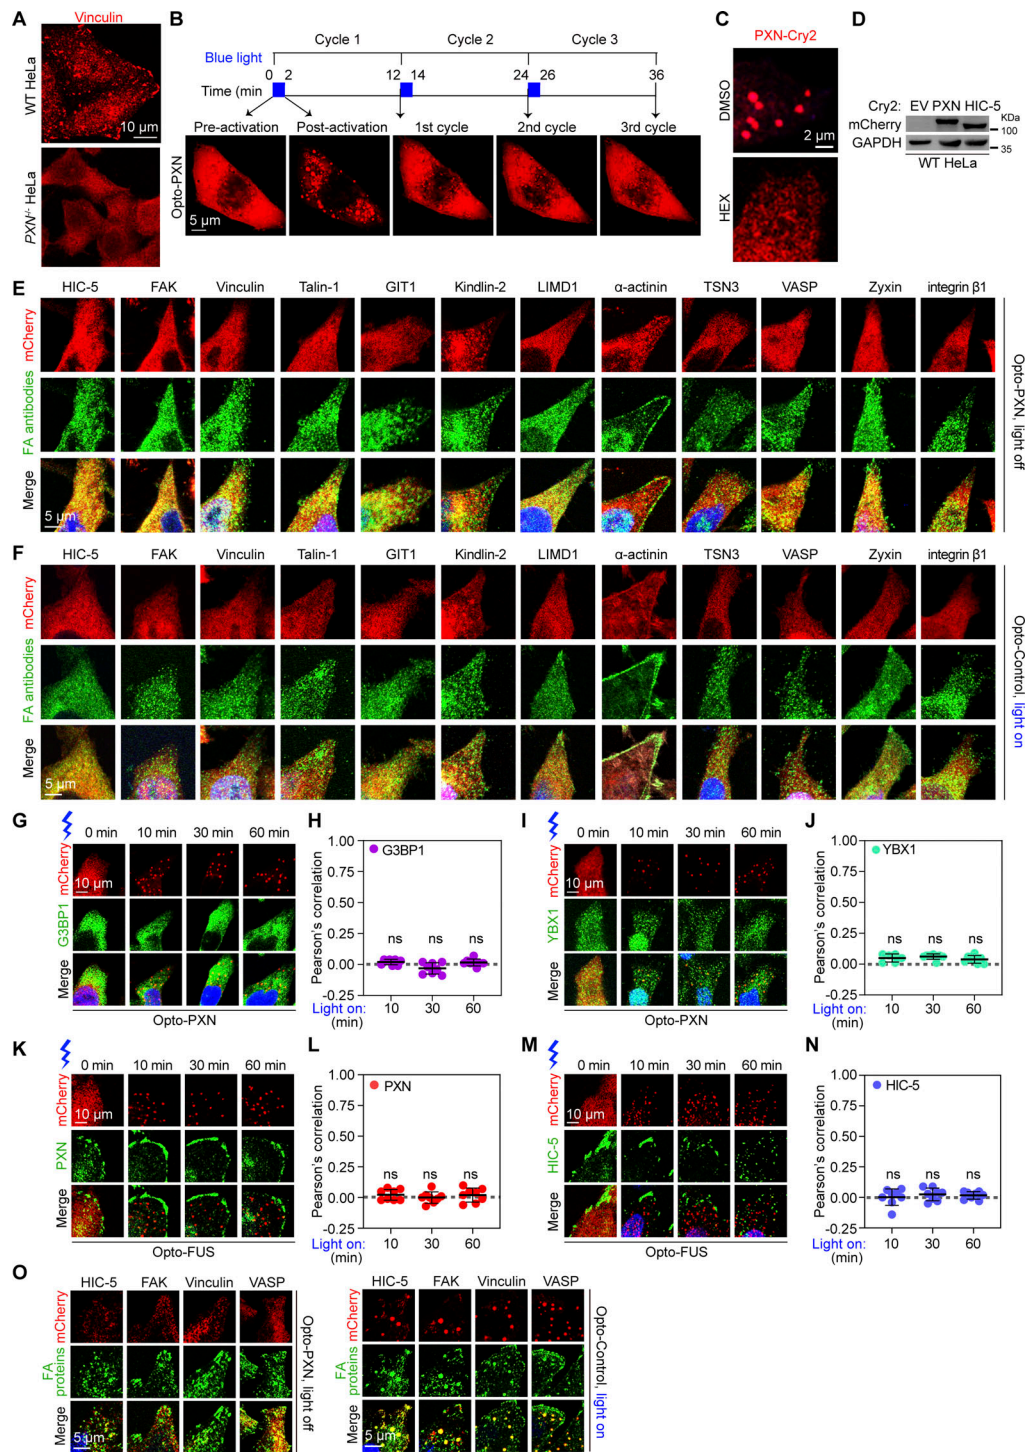 A
Vinculin
WT HeLa
10 µm
PXN-/- HeLa
B
Cycle 1 Cycle 2 Cycle 3
Blue light
0 2 12 14 24 26 36
Time (min
Pre-activation Post-activation 1st cycle 2nd cycle 3rd cycle
Opto-PXN
5 µm
C
PXN-Cry2
DMSO
2 µm
HEX
D
Cry2: EV PXN HIC-5
KDa
mCherry
100
GAPDH
35
WT HeLa
E
HIC-5 FAK Vinculin Talin-1 GIT1 Kindlin-2 LIMD1 α-actinin TSN3 VASP Zyxin integrin β1
mCherry
FA antibodies
Merge
5 µm
Opto-PXN, light off
F
HIC-5 FAK Vinculin Talin-1 GIT1 Kindlin-2 LIMD1 α-actinin TSN3 VASP Zyxin integrin β1
mCherry
FA antibodies
Merge
5 µm
Opto-Control, light on
G
0 min 10 min 30 min 60 min
mCherry
10 µm
G3BP1
Merge
Opto-PXN
H
Pearson's correlation
1.00
0.75
0.50
0.25
0.00
-0.25
G3BP1
ns ns ns
Light on: 10 30 60
(min)
I
0 min 10 min 30 min 60 min
mCherry
10 µm
YBX1
Merge
Opto-PXN
J
Pearson's correlation
1.00
0.75
0.50
0.25
0.00
-0.25
YBX1
ns ns ns
Light on: 10 30 60
(min)
K
0 min 10 min 30 min 60 min
mCherry
10 µm
PXN
Merge
Opto-FUS
L
Pearson's correlation
1.00
0.75
0.50
0.25
0.00
-0.25
PXN
ns ns ns
Light on: 10 30 60
(min)
M
0 min 10 min 30 min 60 min
mCherry
10 µm
HIC-5
Merge
Opto-FUS
N
Pearson's correlation
1.00
0.75
0.50
0.25
0.00
-0.25
HIC-5
ns ns ns
Light on: 10 30 60
(min)
O
HIC-5 FAK Vinculin VASP
mCherry
FA proteins
Merge
5 µm
Opto-PXN, light off
HIC-5 FAK Vinculin VASP
mCherry
FA proteins
Merge
5 µm
Opto-Control, light on